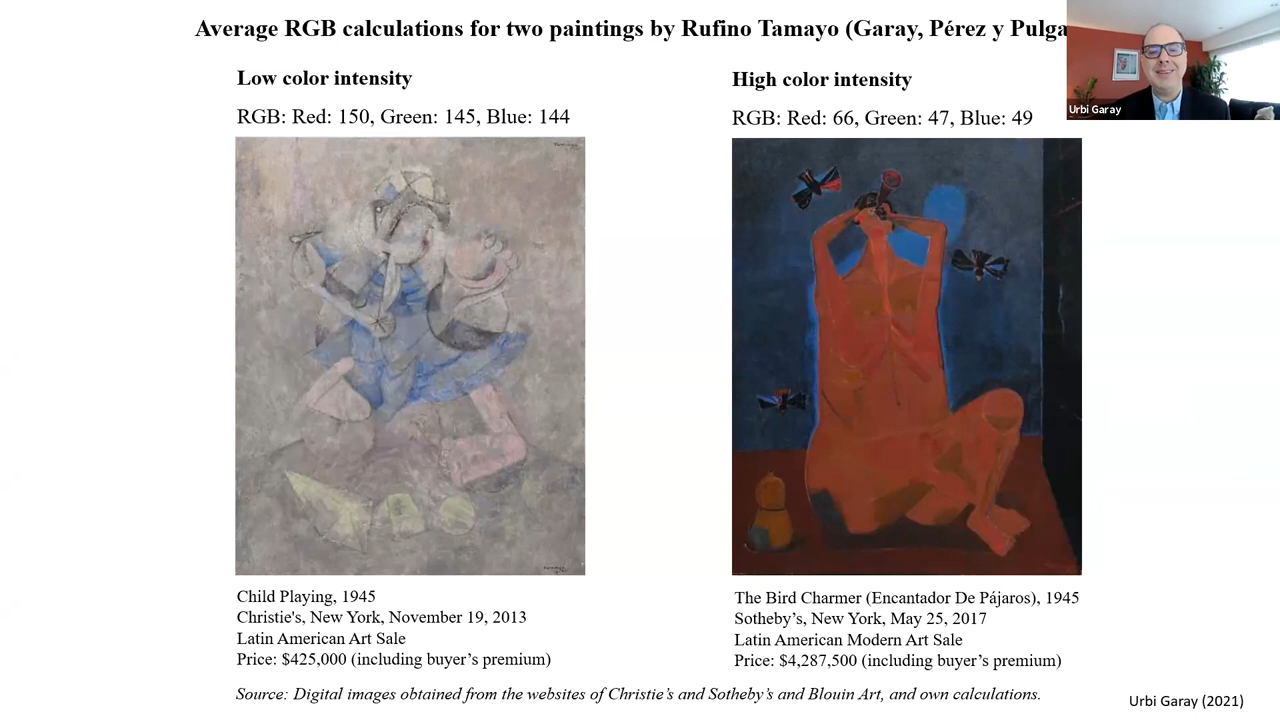 Average RGB calculations for two paintings by Rufino Tamayo (Garay, Pérez y Pulga
Urbi Garay
Low color intensity
RGB: Red: 150, Green: 145, Blue: 144
High color intensity
RGB: Red: 66, Green: 47, Blue: 49
Child Playing, 1945
Christie's, New York, November 19, 2013
Latin American Art Sale
Price: $425,000 (including buyer’s premium)
The Bird Charmer (Encantador De Pájaros), 1945
Sotheby’s, New York, May 25, 2017
Latin American Modern Art Sale
Price: $4,287,500 (including buyer’s premium)
Source: Digital images obtained from the websites of Christie’s and Sotheby’s and Blouin Art, and own calculations.
Urbi Garay (2021)